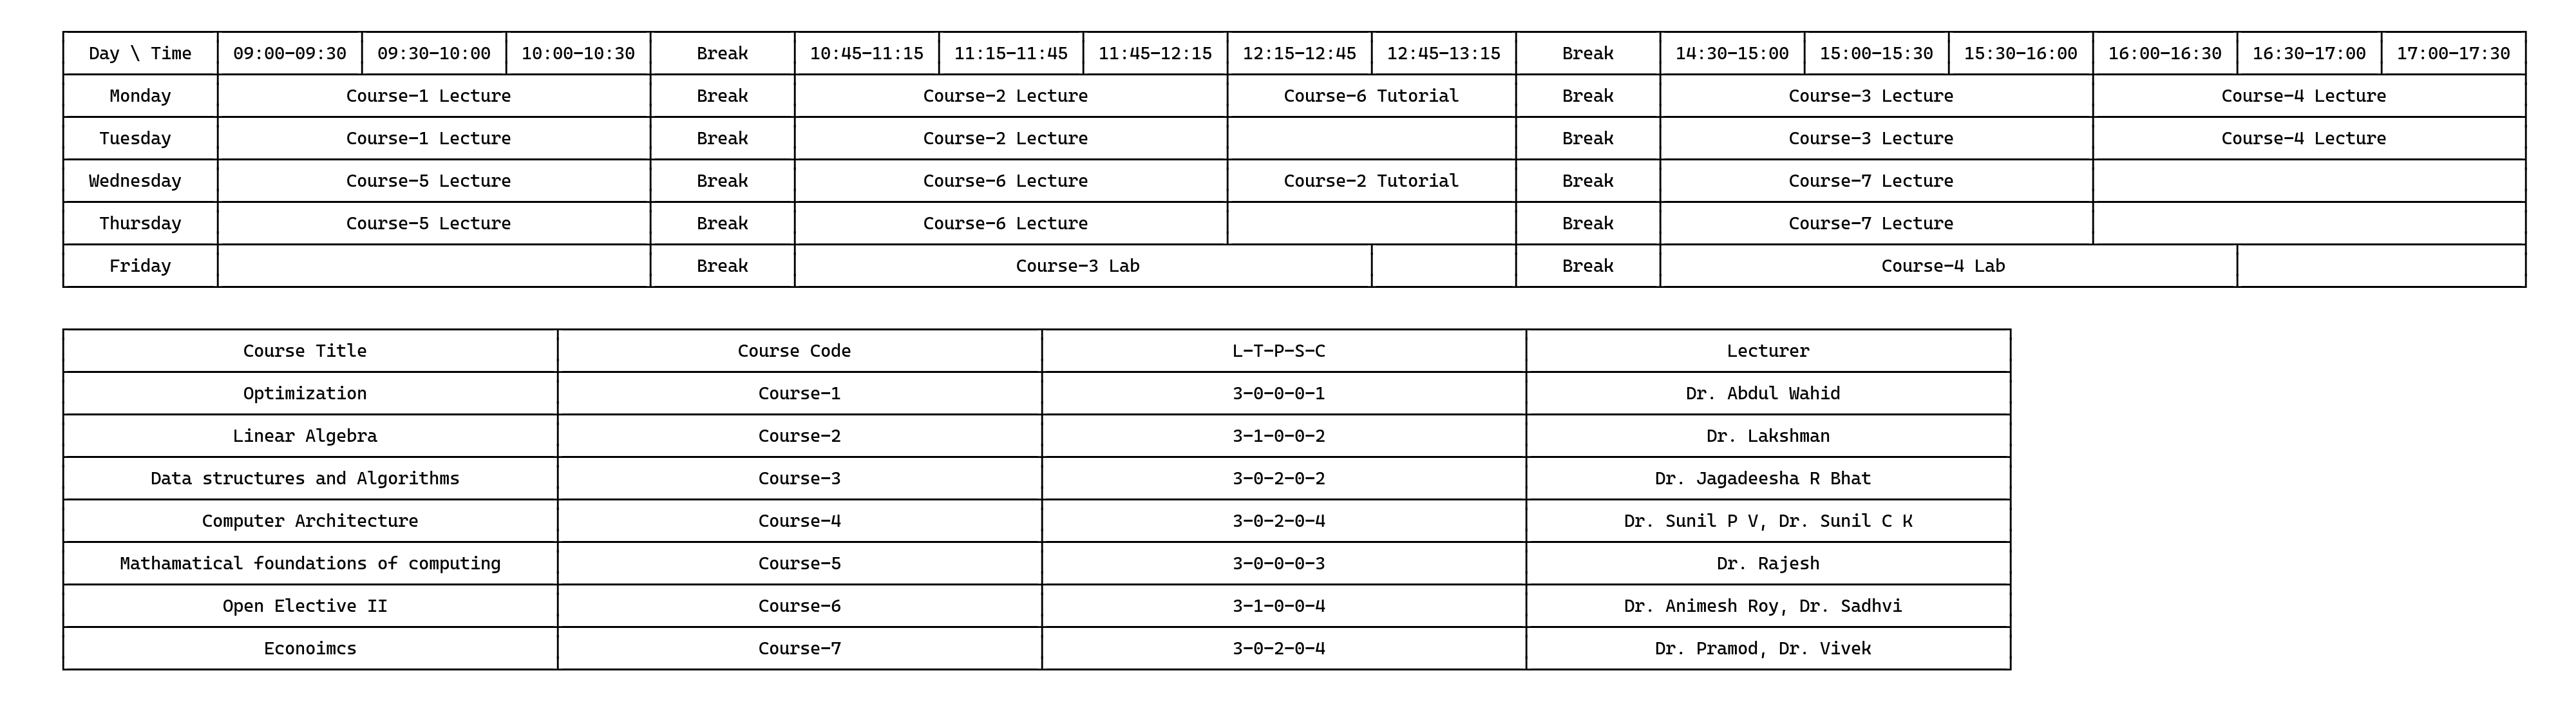 Day \ Time 09:00-09:30 09:30-10:00 10:00-10:30 Break 10:45-11:15 11:15-11:45 11:45-12:15 12:15-12:45 12:45-13:15 Break 14:30-15:00 15:00-15:30 15:30-16:00 16:00-16:30 16:30-17:00 17:00-17:30
Monday Course-1 Lecture Break Course-2 Lecture Course-6 Tutorial Break Course-3 Lecture Course-4 Lecture
Tuesday Course-1 Lecture Break Course-2 Lecture Break Course-3 Lecture Course-4 Lecture
Wednesday Course-5 Lecture Break Course-6 Lecture Course-2 Tutorial Break Course-7 Lecture
Thursday Course-5 Lecture Break Course-6 Lecture Break Course-7 Lecture
Friday Break Course-3 Lab Break Course-4 Lab
Course Title Course Code L-T-P-S-C Lecturer
Optimization Course-1 3-0-0-0-1 Dr. Abdul Wahid
Linear Algebra Course-2 3-1-0-0-2 Dr. Lakshman
Data structures and Algorithms Course-3 3-0-2-0-2 Dr. Jagadeesha R Bhat
Computer Architecture Course-4 3-0-2-0-4 Dr. Sunil P V, Dr. Sunil C K
Mathamatical foundations of computing Course-5 3-0-0-0-3 Dr. Rajesh
Open Elective II Course-6 3-1-0-0-4 Dr. Animesh Roy, Dr. Sadhvi
Econoimcs Course-7 3-0-2-0-4 Dr. Pramod, Dr. Vivek